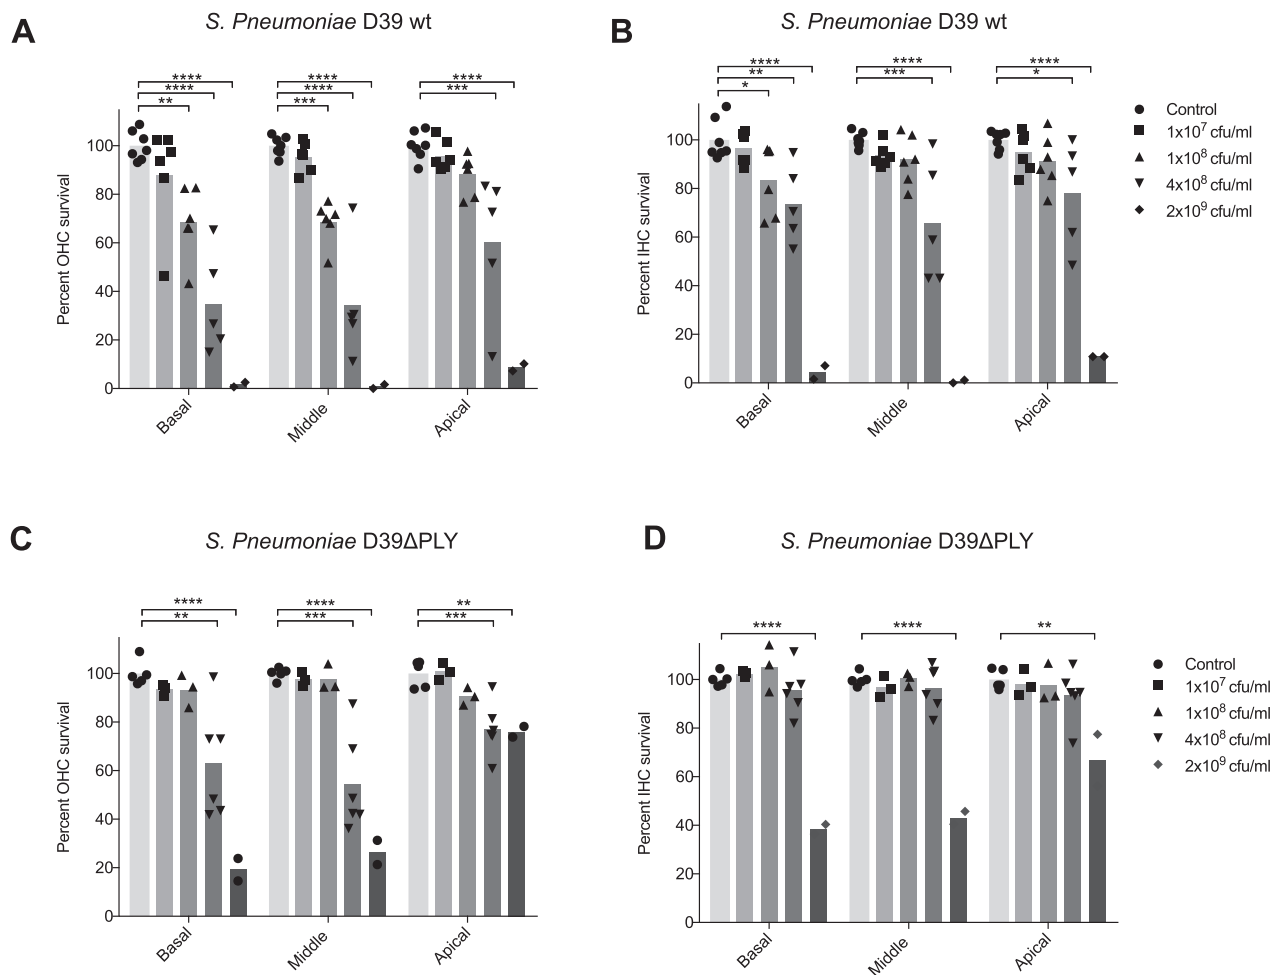 A
S. Pneumoniae D39 wt
****
****
**
****
****
***
****
***
Percent OHC survival
100
80
60
40
20
0
Basal
Middle
Apical
B
S. Pneumoniae D39 wt
****
**
*
****
***
****
*
Percent IHC survival
100
80
60
40
20
0
Basal
Middle
Apical
Control
1x10⁷ cfu/ml
1x10⁸ cfu/ml
4x10⁸ cfu/ml
2x10⁹ cfu/ml
C
S. Pneumoniae D39ΔPLY
****
**
****
***
**
***
Percent OHC survival
100
80
60
40
20
0
Basal
Middle
Apical
D
S. Pneumoniae D39ΔPLY
****
****
**
Percent IHC survival
100
80
60
40
20
0
Basal
Middle
Apical
Control
1x10⁷ cfu/ml
1x10⁸ cfu/ml
4x10⁸ cfu/ml
2x10⁹ cfu/ml